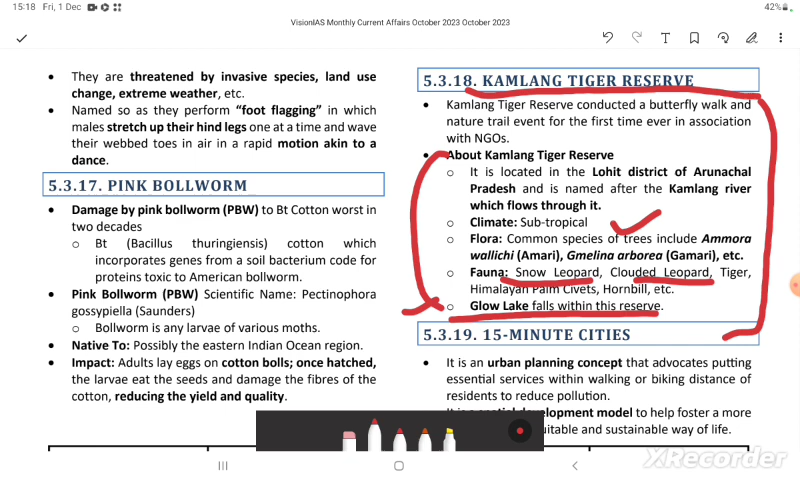 15:18 Fri, 1 Dec
42%
VisionIAS Monthly Current Affairs October 2023 October 2023
• They are threatened by invasive species, land use
change, extreme weather, etc.
• Named so as they perform “foot flagging” in which
males stretch up their hind legs one at a time and wave
their webbed toes in air in a rapid motion akin to a
dance.
5.3.17. PINK BOLLWORM
• Damage by pink bollworm (PBW) to Bt Cotton worst in
two decades
o Bt (Bacillus thuringiensis) cotton which
incorporates genes from a soil bacterium code for
proteins toxic to American bollworm.
• Pink Bollworm (PBW) Scientific Name: Pectinophora
gossypiella (Saunders)
o Bollworm is any larvae of various moths.
• Native To: Possibly the eastern Indian Ocean region.
• Impact: Adults lay eggs on cotton bolls; once hatched,
the larvae eat the seeds and damage the fibres of the
cotton, reducing the yield and quality.
5.3.18. KAMLANG TIGER RESERVE
• Kamlang Tiger Reserve conducted a butterfly walk and
nature trail event for the first time ever in association
with NGOs.
• About Kamlang Tiger Reserve
o It is located in the Lohit district of Arunachal
Pradesh and is named after the Kamlang river
which flows through it.
o Climate: Sub-tropical
o Flora: Common species of trees include Ammora
wallichi (Amari), Gmelina arborea (Gamari), etc.
o Fauna: Snow Leopard, Clouded Leopard, Tiger,
Himalayan Palm Civets, Hornbill, etc.
o Glow Lake falls within this reserve.
5.3.19. 15-MINUTE CITIES
• It is an urban planning concept that advocates putting
essential services within walking or biking distance of
residents to reduce pollution.
model to help foster a more
and sustainable way of life.
XRecorder